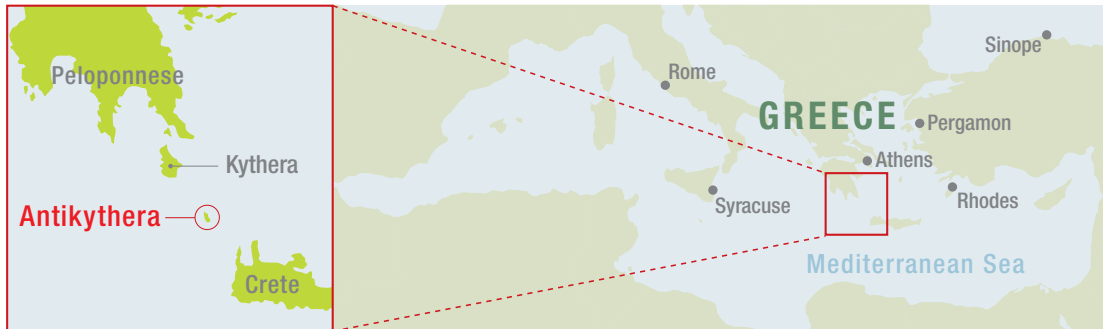 Peloponnese
Kythera
Antikythera
Crete
Rome
Syracuse
GREECE
Athens
Pergamon
Sinope
Rhodes
Mediterranean Sea